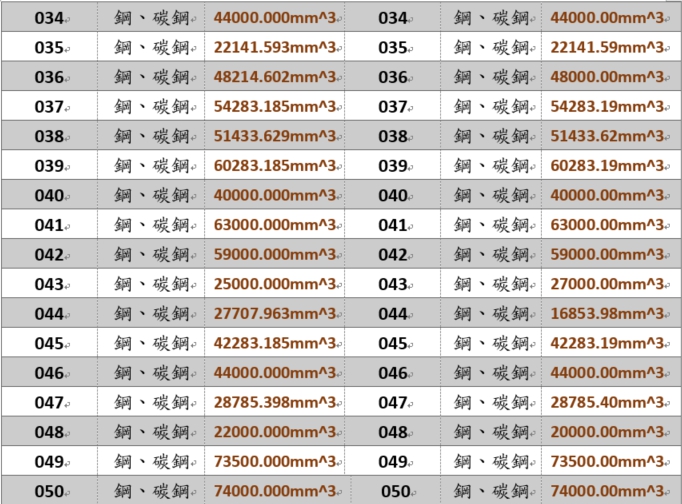 034 鋼、碳鋼 44000.000mm^3 034 鋼、碳鋼 44000.00mm^3
035 鋼、碳鋼 22141.593mm^3 035 鋼、碳鋼 22141.59mm^3
036 鋼、碳鋼 48214.602mm^3 036 鋼、碳鋼 48000.00mm^3
037 鋼、碳鋼 54283.185mm^3 037 鋼、碳鋼 54283.19mm^3
038 鋼、碳鋼 51433.629mm^3 038 鋼、碳鋼 51433.62mm^3
039 鋼、碳鋼 60283.185mm^3 039 鋼、碳鋼 60283.19mm^3
040 鋼、碳鋼 40000.000mm^3 040 鋼、碳鋼 40000.00mm^3
041 鋼、碳鋼 63000.000mm^3 041 鋼、碳鋼 63000.00mm^3
042 鋼、碳鋼 59000.000mm^3 042 鋼、碳鋼 59000.00mm^3
043 鋼、碳鋼 25000.000mm^3 043 鋼、碳鋼 27000.00mm^3
044 鋼、碳鋼 27707.963mm^3 044 鋼、碳鋼 16853.98mm^3
045 鋼、碳鋼 42283.185mm^3 045 鋼、碳鋼 42283.19mm^3
046 鋼、碳鋼 44000.000mm^3 046 鋼、碳鋼 44000.00mm^3
047 鋼、碳鋼 28785.398mm^3 047 鋼、碳鋼 28785.40mm^3
048 鋼、碳鋼 22000.000mm^3 048 鋼、碳鋼 20000.00mm^3
049 鋼、碳鋼 73500.000mm^3 049 鋼、碳鋼 73500.00mm^3
050 鋼、碳鋼 74000.000mm^3 050 鋼、碳鋼 74000.00mm^3